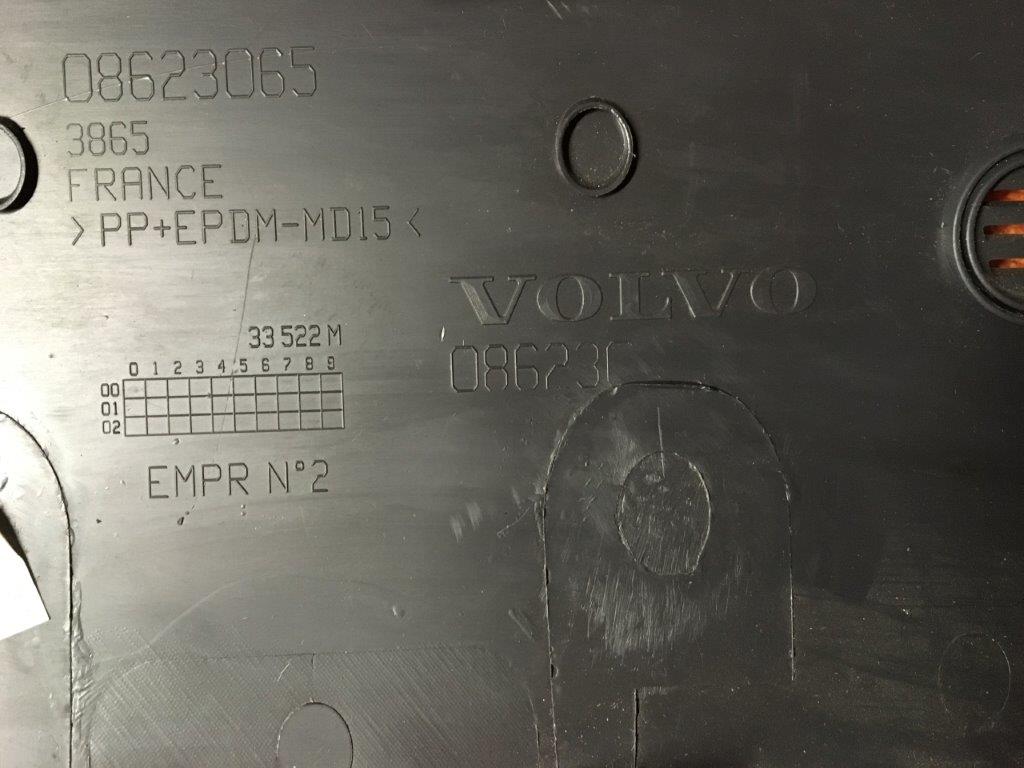 08623065
3865
FRANCE
>PP+EPDM-MD15<
VOLVO
08623
33 522 M
0 1 2 3 4 5 6 7 8 9
00
01
02
EMPR N°2